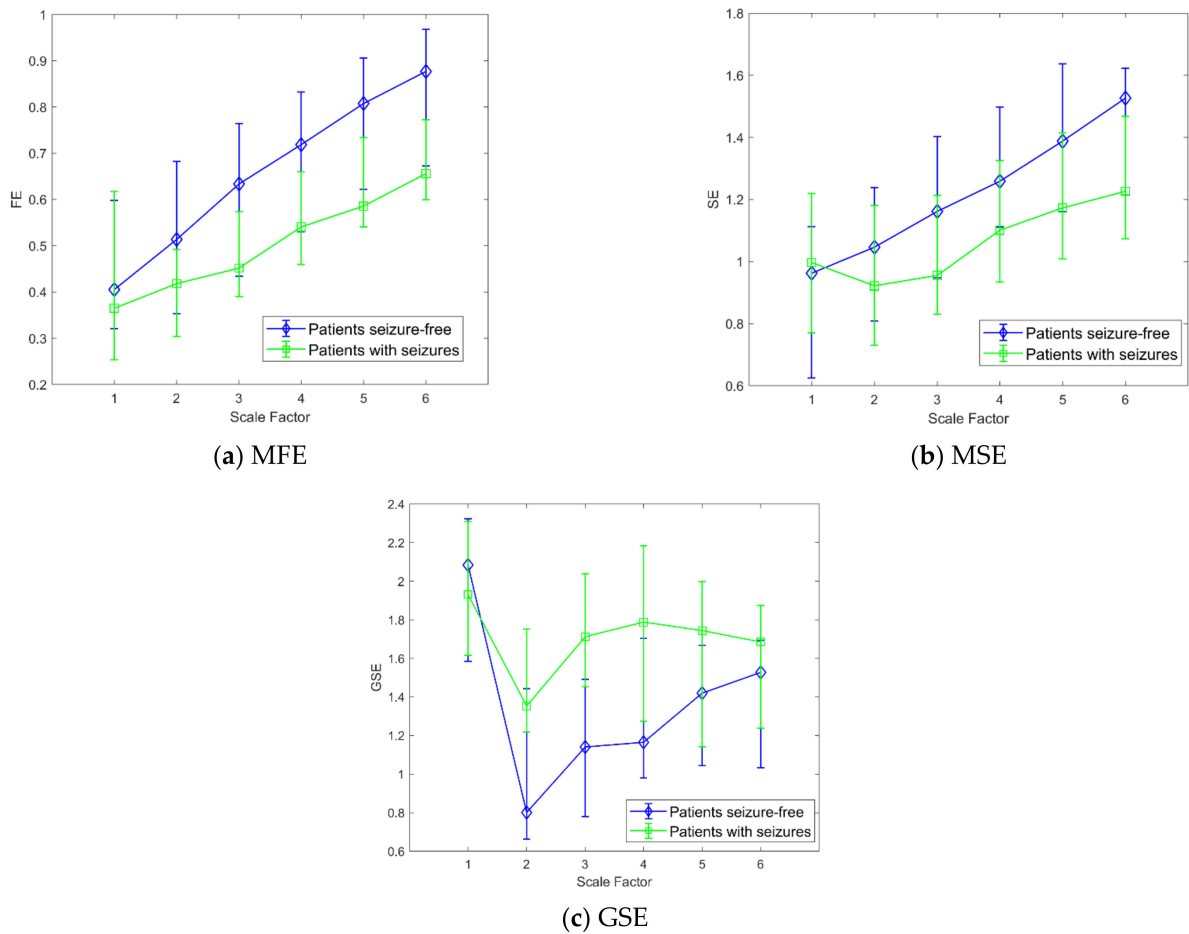 1
0.9
0.8
0.7
0.6
0.5
0.4
0.3
0.2
FE
1 2 3 4 5 6
Scale Factor
Patients seizure-free
Patients with seizures
(a) MFE
1.8
1.6
1.4
1.2
1
0.8
0.6
SE
1 2 3 4 5 6
Scale Factor
Patients seizure-free
Patients with seizures
(b) MSE
2.4
2.2
2
1.8
1.6
1.4
1.2
1
0.8
0.6
GSE
1 2 3 4 5 6
Scale Factor
Patients seizure-free
Patients with seizures
(c) GSE